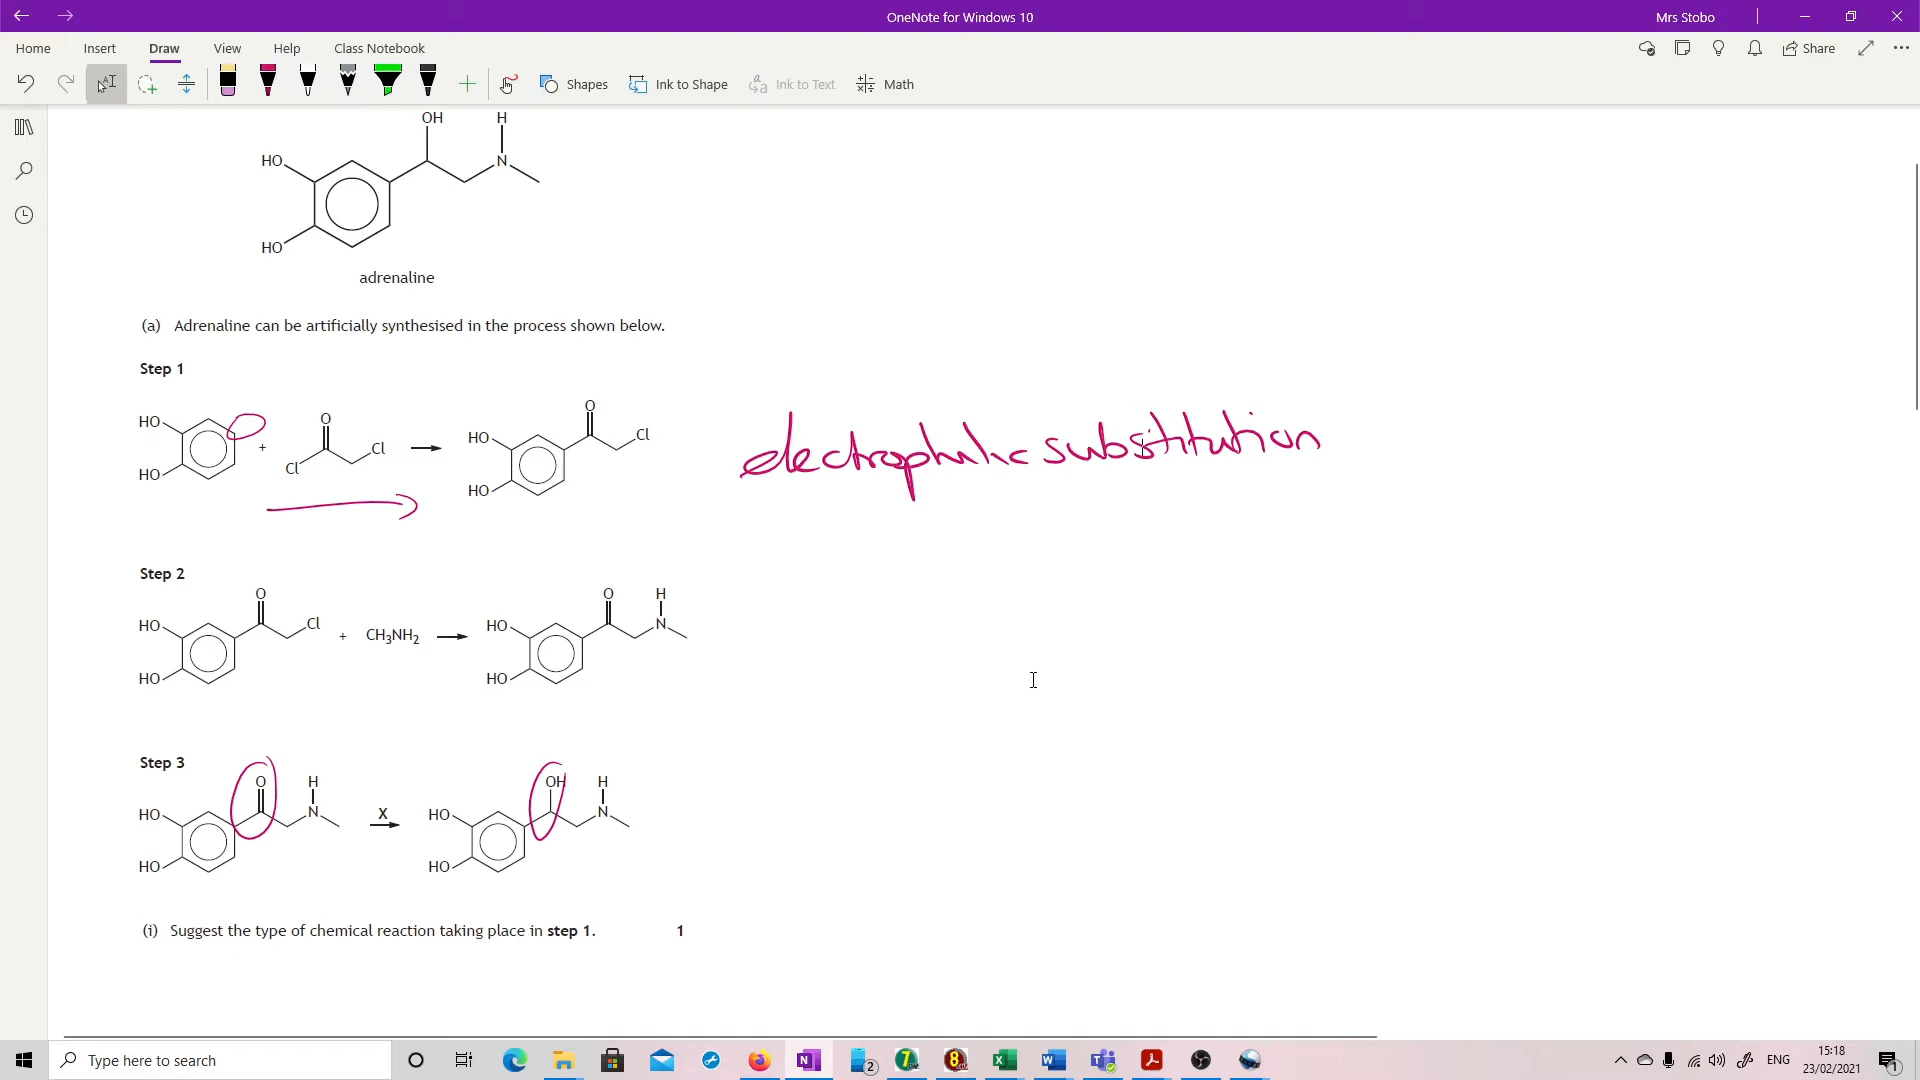 OneNote for Windows 10
Mrs Stobo
Home Insert Draw View Help Class Notebook
Share
Shapes Ink to Shape Ink to Text Math
OH H
HO N
HO
adrenaline
(a) Adrenaline can be artificially synthesised in the process shown below.
Step 1
HO HO + O Cl Cl HO HO O Cl
electrophilic substitution
Step 2
HO HO O Cl + CH3NH2 HO HO O H N
Step 3
HO HO O H N X HO HO OH H N
(i) Suggest the type of chemical reaction taking place in step 1. 1
Type here to search
2 7 8
ENG
15:18
23/02/2021
1